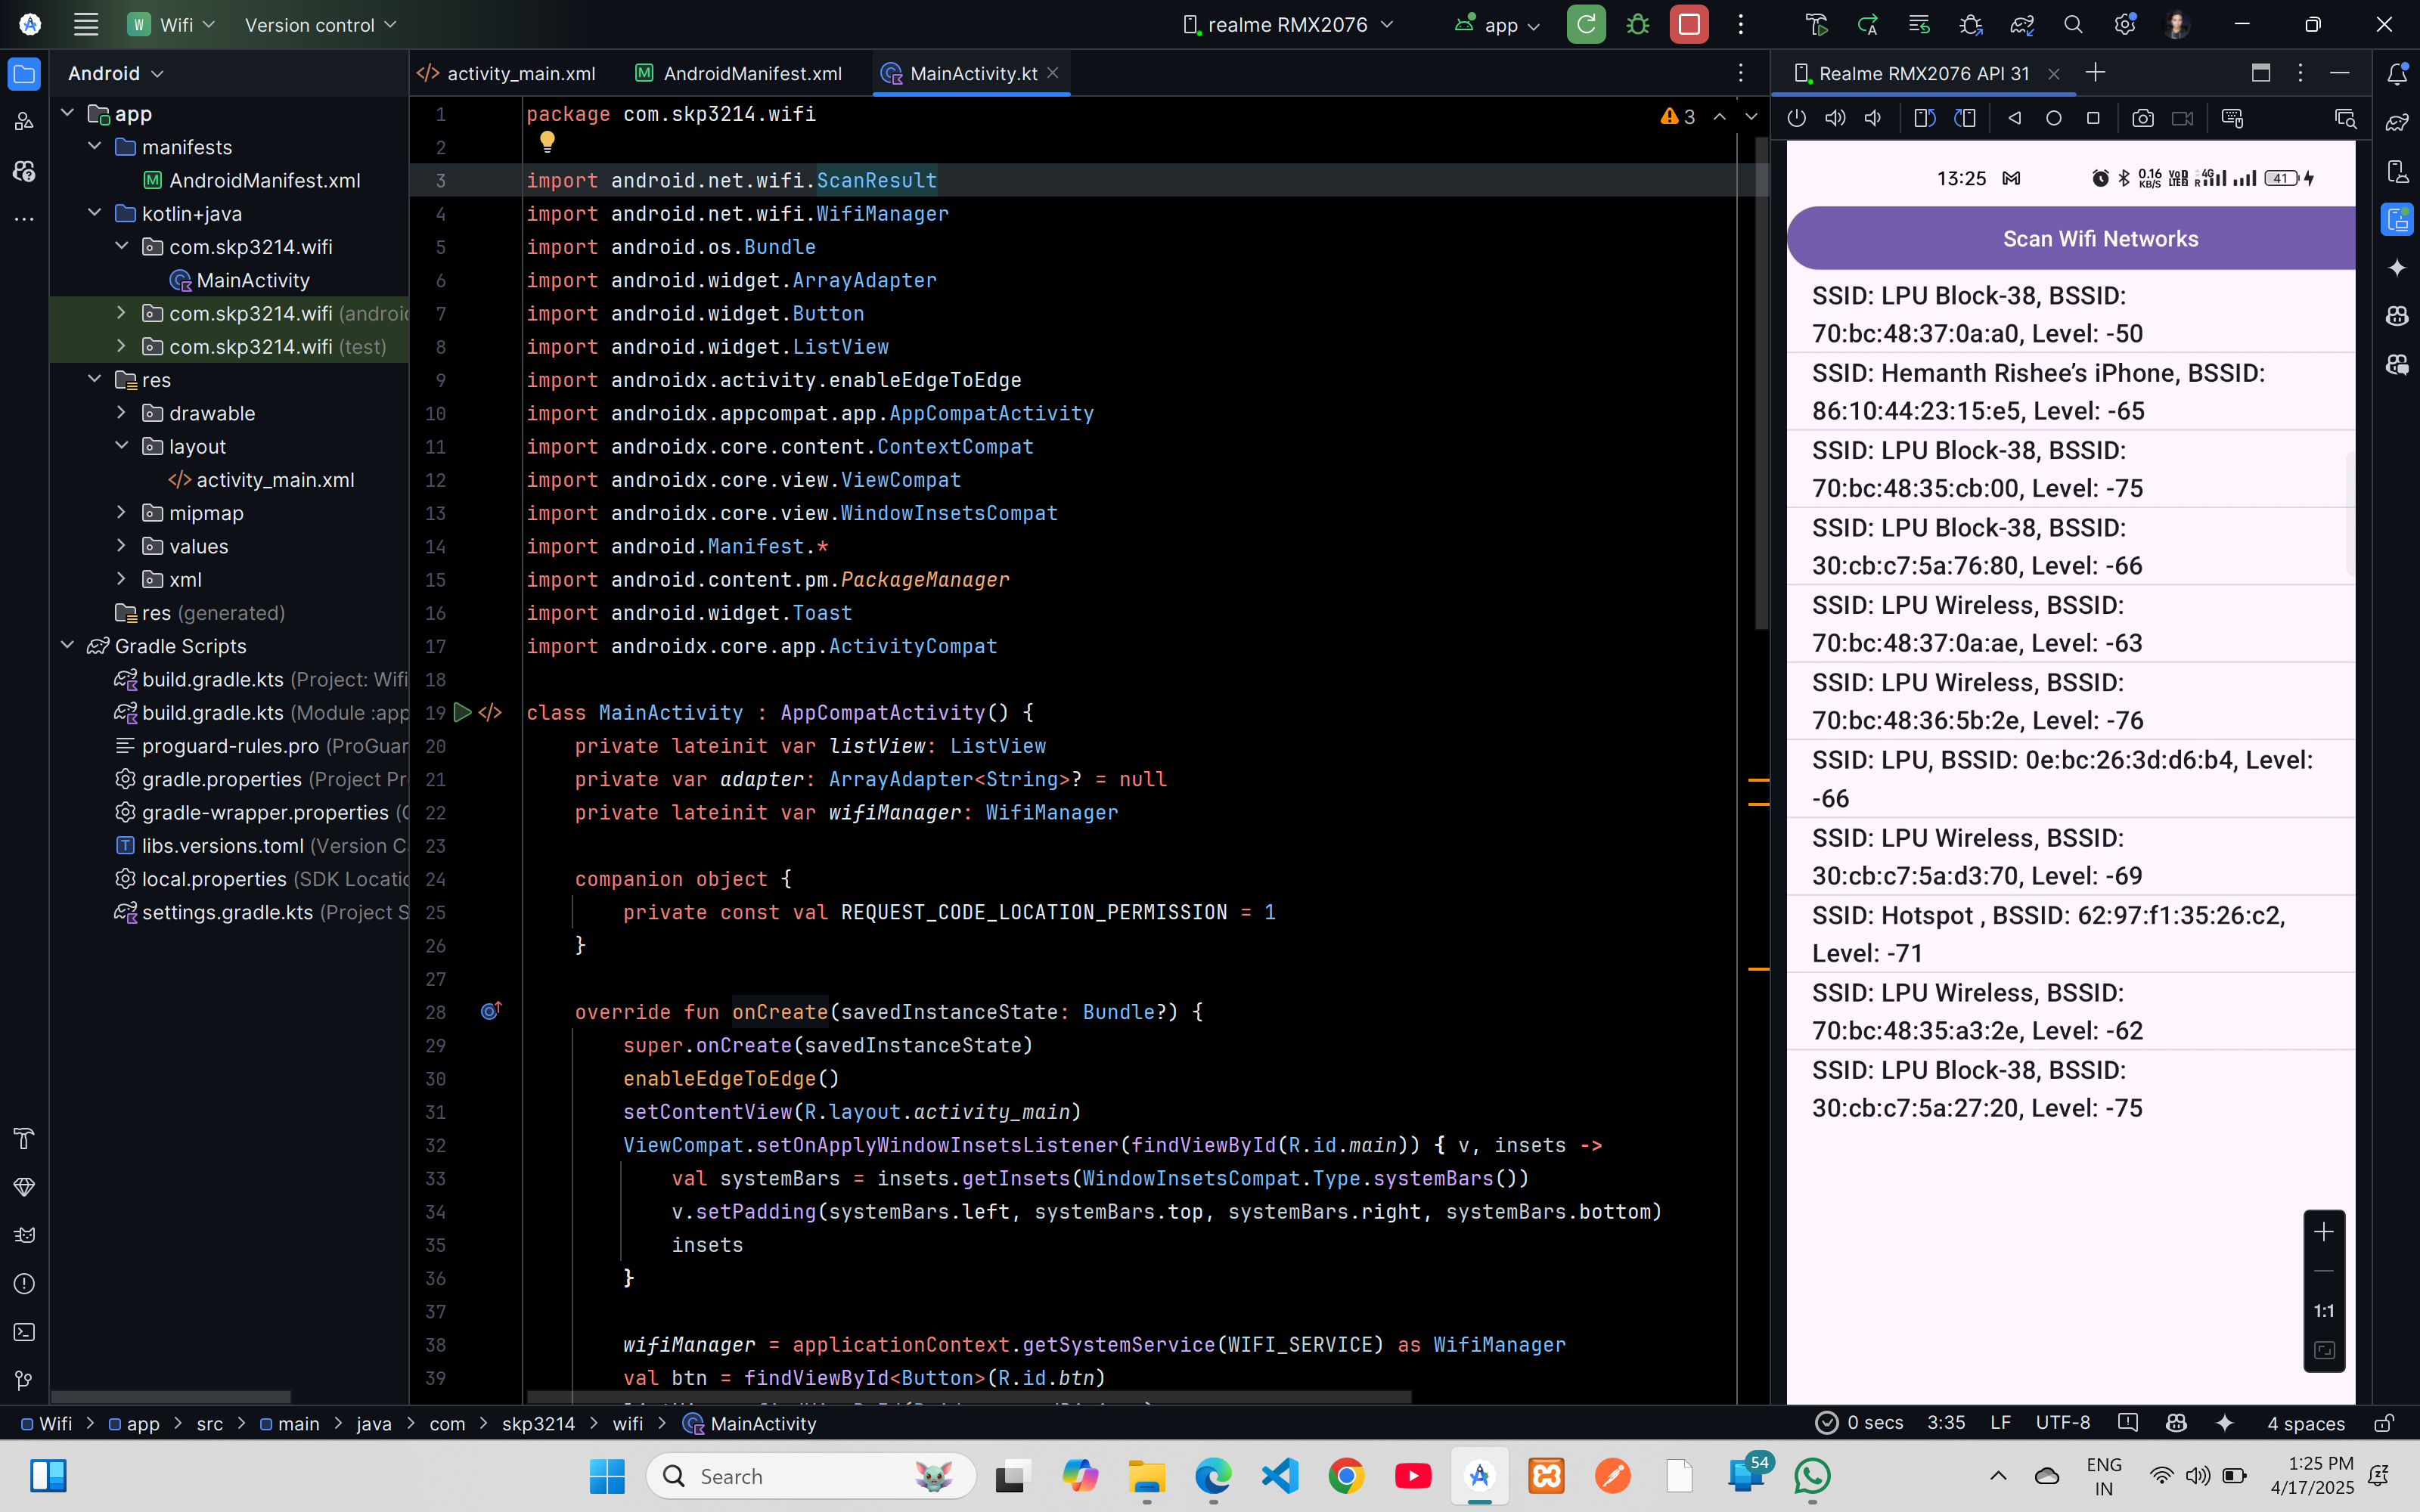 W Wifi
Version control
realme RMX2076
app
Android
activity_main.xml
AndroidManifest.xml
MainActivity.kt
Realme RMX2076 API 31
app
manifests
M AndroidManifest.xml
kotlin+java
com.skp3214.wifi
MainActivity
com.skp3214.wifi (androi
com.skp3214.wifi (test)
res
drawable
layout
activity_main.xml
mipmap
values
xml
res (generated)
Gradle Scripts
build.gradle.kts (Project: Wifi
build.gradle.kts (Module :app
proguard-rules.pro (ProGuar
gradle.properties (Project Pr
gradle-wrapper.properties (
libs.versions.toml (Version C
local.properties (SDK Locatio
settings.gradle.kts (Project S
3
1 package com.skp3214.wifi
2
3 import android.net.wifi.ScanResult
4 import android.net.wifi.WifiManager
5 import android.os.Bundle
6 import android.widget.ArrayAdapter
7 import android.widget.Button
8 import android.widget.ListView
9 import androidx.activity.enableEdgeToEdge
10 import androidx.appcompat.app.AppCompatActivity
11 import androidx.core.content.ContextCompat
12 import androidx.core.view.ViewCompat
13 import androidx.core.view.WindowInsetsCompat
14 import android.Manifest.*
15 import android.content.pm.PackageManager
16 import android.widget.Toast
17 import androidx.core.app.ActivityCompat
18
19 class MainActivity : AppCompatActivity() {
20 private lateinit var listView: ListView
21 private var adapter: ArrayAdapter<String>? = null
22 private lateinit var wifiManager: WifiManager
23
24 companion object {
25 private const val REQUEST_CODE_LOCATION_PERMISSION = 1
26 }
27
28 override fun onCreate(savedInstanceState: Bundle?) {
29 super.onCreate(savedInstanceState)
30 enableEdgeToEdge()
31 setContentView(R.layout.activity_main)
32 ViewCompat.setOnApplyWindowInsetsListener(findViewById(R.id.main)) { v, insets ->
33 val systemBars = insets.getInsets(WindowInsetsCompat.Type.systemBars())
34 v.setPadding(systemBars.left, systemBars.top, systemBars.right, systemBars.bottom)
35 insets
36 }
37
38 wifiManager = applicationContext.getSystemService(WIFI_SERVICE) as WifiManager
39 val btn = findViewById<Button>(R.id.btn)
13:25 0.16 KB/S 4G 41
Scan Wifi Networks
SSID: LPU Block-38, BSSID:
70:bc:48:37:0a:a0, Level: -50
SSID: Hemanth Rishee’s iPhone, BSSID:
86:10:44:23:15:e5, Level: -65
SSID: LPU Block-38, BSSID:
70:bc:48:35:cb:00, Level: -75
SSID: LPU Block-38, BSSID:
30:cb:c7:5a:76:80, Level: -66
SSID: LPU Wireless, BSSID:
70:bc:48:37:0a:ae, Level: -63
SSID: LPU Wireless, BSSID:
70:bc:48:36:5b:2e, Level: -76
SSID: LPU, BSSID: 0e:bc:26:3d:d6:b4, Level:
-66
SSID: LPU Wireless, BSSID:
30:cb:c7:5a:d3:70, Level: -69
SSID: Hotspot , BSSID: 62:97:f1:35:26:c2,
Level: -71
SSID: LPU Wireless, BSSID:
70:bc:48:35:a3:2e, Level: -62
SSID: LPU Block-38, BSSID:
30:cb:c7:5a:27:20, Level: -75
1:1
Wifi > app > src > main > java > com > skp3214 > wifi > MainActivity
0 secs 3:35 LF UTF-8 4 spaces
Search
54
ENG
IN
1:25 PM
4/17/2025